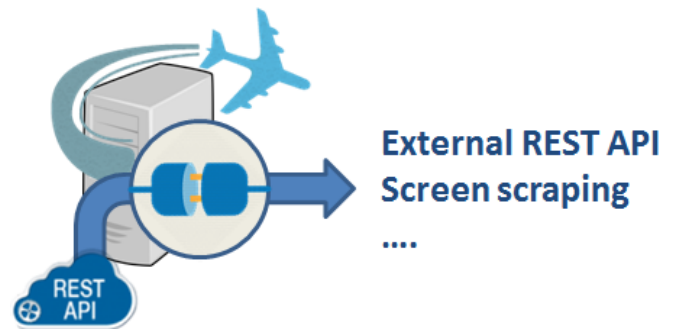 External REST API
Screen scraping
....
REST
API